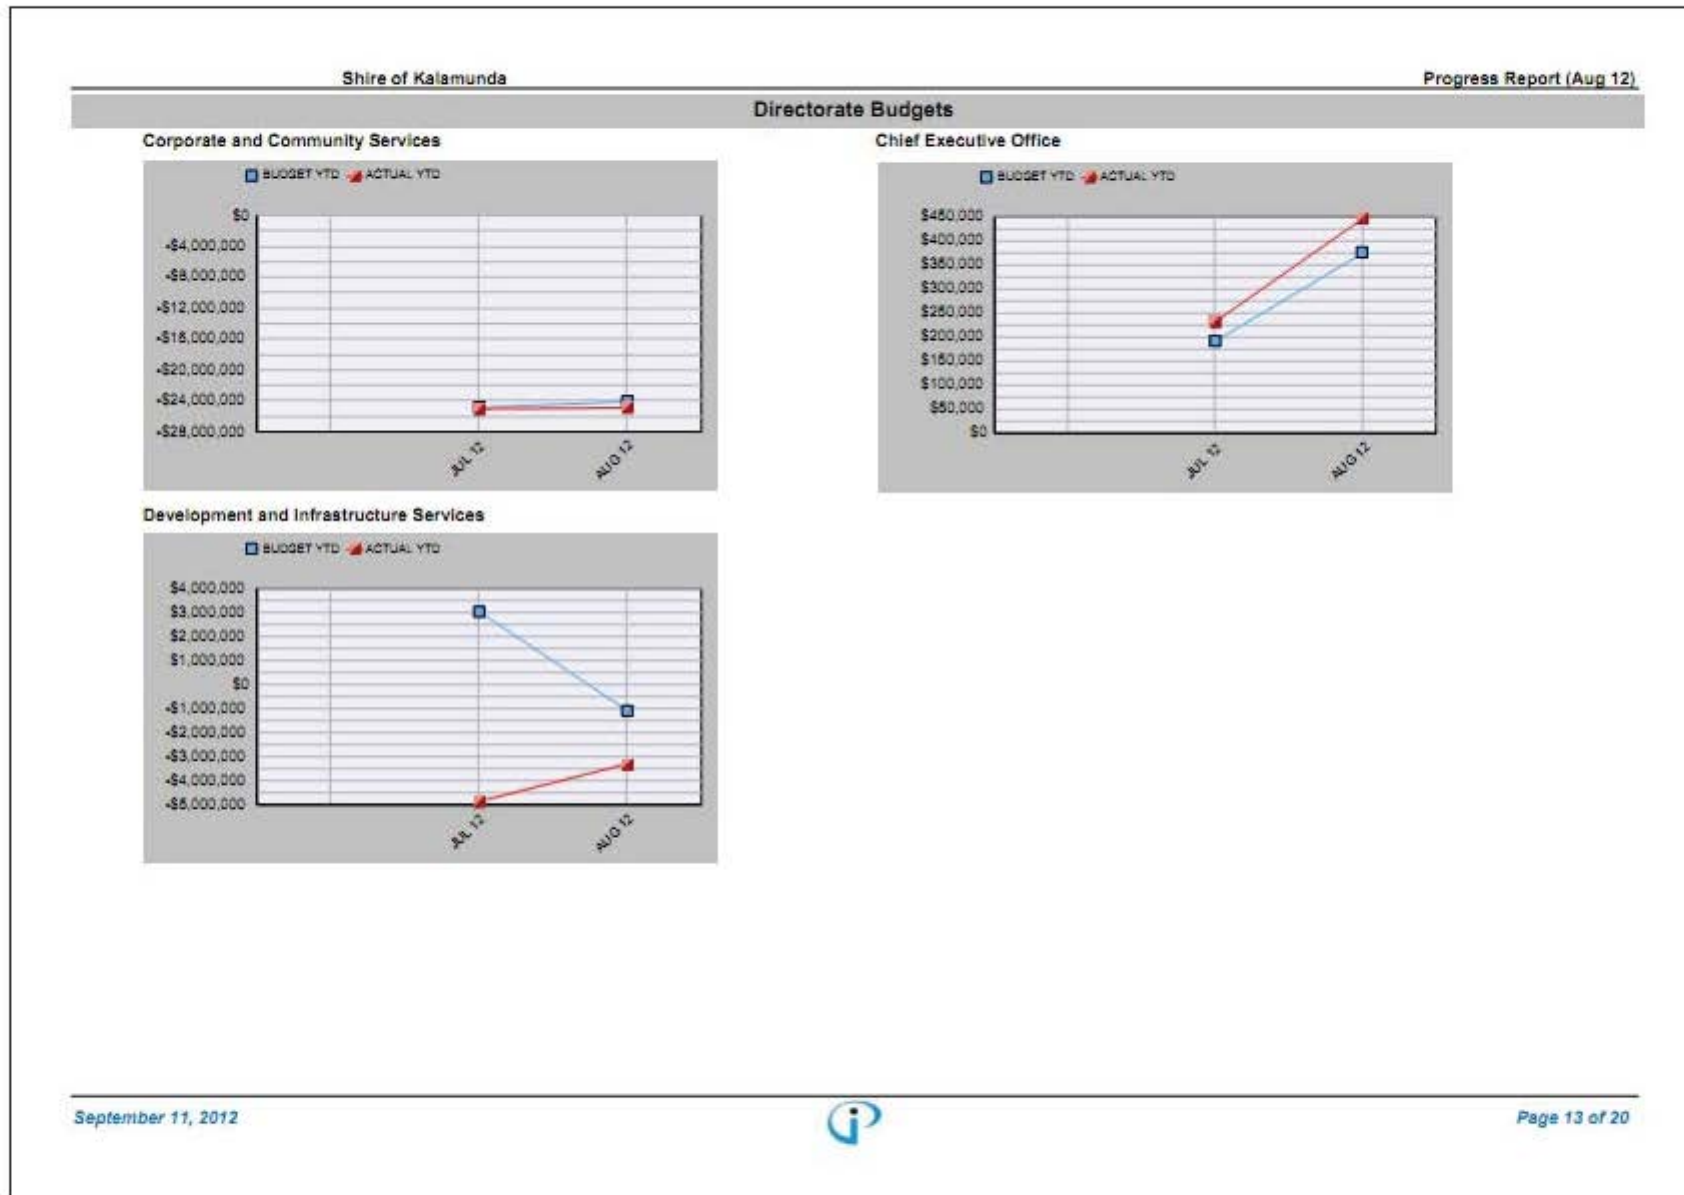 Shire of Kalamunda
Progress Report (Aug 12)
Directorate Budgets
Corporate and Community Services
BUDGET YTD ACTUAL YTD
$0
-$4,000,000
-$8,000,000
-$12,000,000
-$16,000,000
-$20,000,000
-$24,000,000
-$28,000,000
JUL 12
AUG 12
Chief Executive Office
BUDGET YTD ACTUAL YTD
$450,000
$400,000
$350,000
$300,000
$250,000
$200,000
$150,000
$100,000
$50,000
$0
JUL 12
AUG 12
Development and Infrastructure Services
BUDGET YTD ACTUAL YTD
$4,000,000
$3,000,000
$2,000,000
$1,000,000
$0
-$1,000,000
-$2,000,000
-$3,000,000
-$4,000,000
-$5,000,000
JUL 12
AUG 12
September 11, 2012
Page 13 of 20